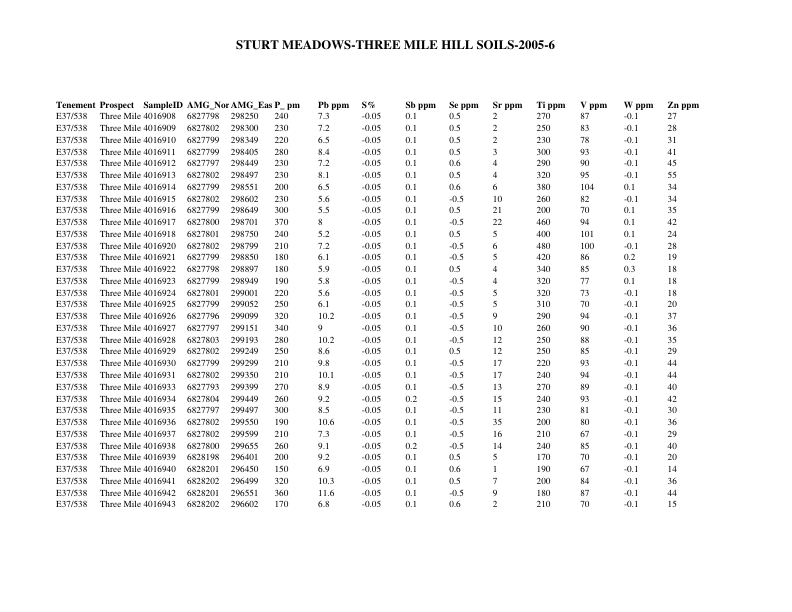 STURT MEADOWS-THREE MILE HILL SOILS-2005-6
Tenement Prospect SampleID AMG_Nor AMG_Eas P_ pm Pb ppm S% Sb ppm Se ppm Sr ppm Ti ppm V ppm W ppm Zn ppm
E37/538 Three Mile 4016908 6827798 298250 240 7.3 -0.05 0.1 0.5 2 270 87 -0.1 27
E37/538 Three Mile 4016909 6827802 298300 230 7.2 -0.05 0.1 0.5 2 250 83 -0.1 28
E37/538 Three Mile 4016910 6827799 298349 220 6.5 -0.05 0.1 0.5 2 230 78 -0.1 31
E37/538 Three Mile 4016911 6827799 298405 280 8.4 -0.05 0.1 0.5 3 300 93 -0.1 41
E37/538 Three Mile 4016912 6827797 298449 230 7.2 -0.05 0.1 0.6 4 290 90 -0.1 45
E37/538 Three Mile 4016913 6827802 298497 230 8.1 -0.05 0.1 0.5 4 320 95 -0.1 55
E37/538 Three Mile 4016914 6827799 298551 200 6.5 -0.05 0.1 0.6 6 380 104 0.1 34
E37/538 Three Mile 4016915 6827802 298602 230 5.6 -0.05 0.1 -0.5 10 260 82 -0.1 34
E37/538 Three Mile 4016916 6827799 298649 300 5.5 -0.05 0.1 0.5 21 200 70 0.1 35
E37/538 Three Mile 4016917 6827800 298701 370 8 -0.05 0.1 -0.5 22 460 94 0.1 42
E37/538 Three Mile 4016918 6827801 298750 240 5.2 -0.05 0.1 0.5 5 400 101 0.1 24
E37/538 Three Mile 4016920 6827802 298799 210 7.2 -0.05 0.1 -0.5 6 480 100 -0.1 28
E37/538 Three Mile 4016921 6827799 298850 180 6.1 -0.05 0.1 -0.5 5 420 86 0.2 19
E37/538 Three Mile 4016922 6827798 298897 180 5.9 -0.05 0.1 0.5 4 340 85 0.3 18
E37/538 Three Mile 4016923 6827799 298949 190 5.8 -0.05 0.1 -0.5 4 320 77 0.1 18
E37/538 Three Mile 4016924 6827801 299001 220 5.6 -0.05 0.1 -0.5 5 320 73 -0.1 18
E37/538 Three Mile 4016925 6827799 299052 250 6.1 -0.05 0.1 -0.5 5 310 70 -0.1 20
E37/538 Three Mile 4016926 6827796 299099 320 10.2 -0.05 0.1 -0.5 9 290 94 -0.1 37
E37/538 Three Mile 4016927 6827797 299151 340 9 -0.05 0.1 -0.5 10 260 90 -0.1 36
E37/538 Three Mile 4016928 6827803 299193 280 10.2 -0.05 0.1 -0.5 12 250 88 -0.1 35
E37/538 Three Mile 4016929 6827802 299249 250 8.6 -0.05 0.1 0.5 12 250 85 -0.1 29
E37/538 Three Mile 4016930 6827799 299299 210 9.8 -0.05 0.1 -0.5 17 220 93 -0.1 44
E37/538 Three Mile 4016931 6827802 299350 210 10.1 -0.05 0.1 -0.5 17 240 94 -0.1 44
E37/538 Three Mile 4016933 6827793 299399 270 8.9 -0.05 0.1 -0.5 13 270 89 -0.1 40
E37/538 Three Mile 4016934 6827804 299449 260 9.2 -0.05 0.2 -0.5 15 240 93 -0.1 42
E37/538 Three Mile 4016935 6827797 299497 300 8.5 -0.05 0.1 -0.5 11 230 81 -0.1 30
E37/538 Three Mile 4016936 6827802 299550 190 10.6 -0.05 0.1 -0.5 35 200 80 -0.1 36
E37/538 Three Mile 4016937 6827802 299599 210 7.3 -0.05 0.1 -0.5 16 210 67 -0.1 29
E37/538 Three Mile 4016938 6827800 299655 260 9.1 -0.05 0.2 -0.5 14 240 85 -0.1 40
E37/538 Three Mile 4016939 6828198 296401 200 9.2 -0.05 0.1 0.5 5 170 70 -0.1 20
E37/538 Three Mile 4016940 6828201 296450 150 6.9 -0.05 0.1 0.6 1 190 67 -0.1 14
E37/538 Three Mile 4016941 6828202 296499 320 10.3 -0.05 0.1 0.5 7 200 84 -0.1 36
E37/538 Three Mile 4016942 6828201 296551 360 11.6 -0.05 0.1 -0.5 9 180 87 -0.1 44
E37/538 Three Mile 4016943 6828202 296602 170 6.8 -0.05 0.1 0.6 2 210 70 -0.1 15